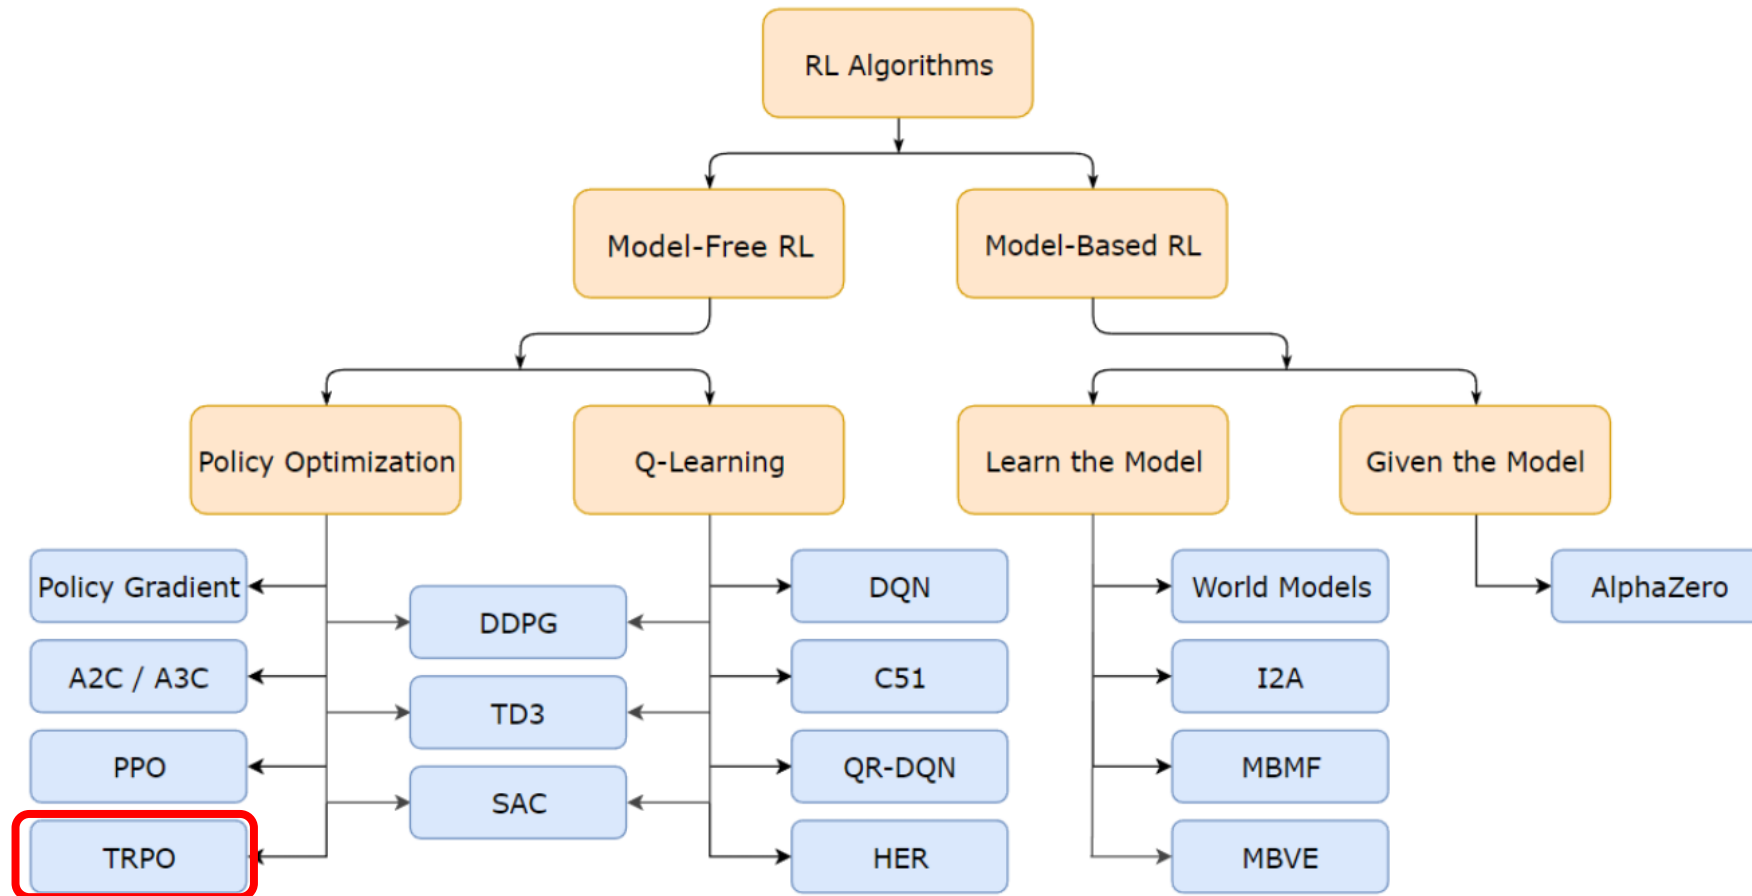 RL Algorithms
Model-Free RL
Model-Based RL
Policy Optimization
Q-Learning
Learn the Model
Given the Model
Policy Gradient
DDPG
DQN
World Models
AlphaZero
A2C / A3C
TD3
C51
I2A
PPO
SAC
QR-DQN
MBMF
TRPO
HER
MBVE